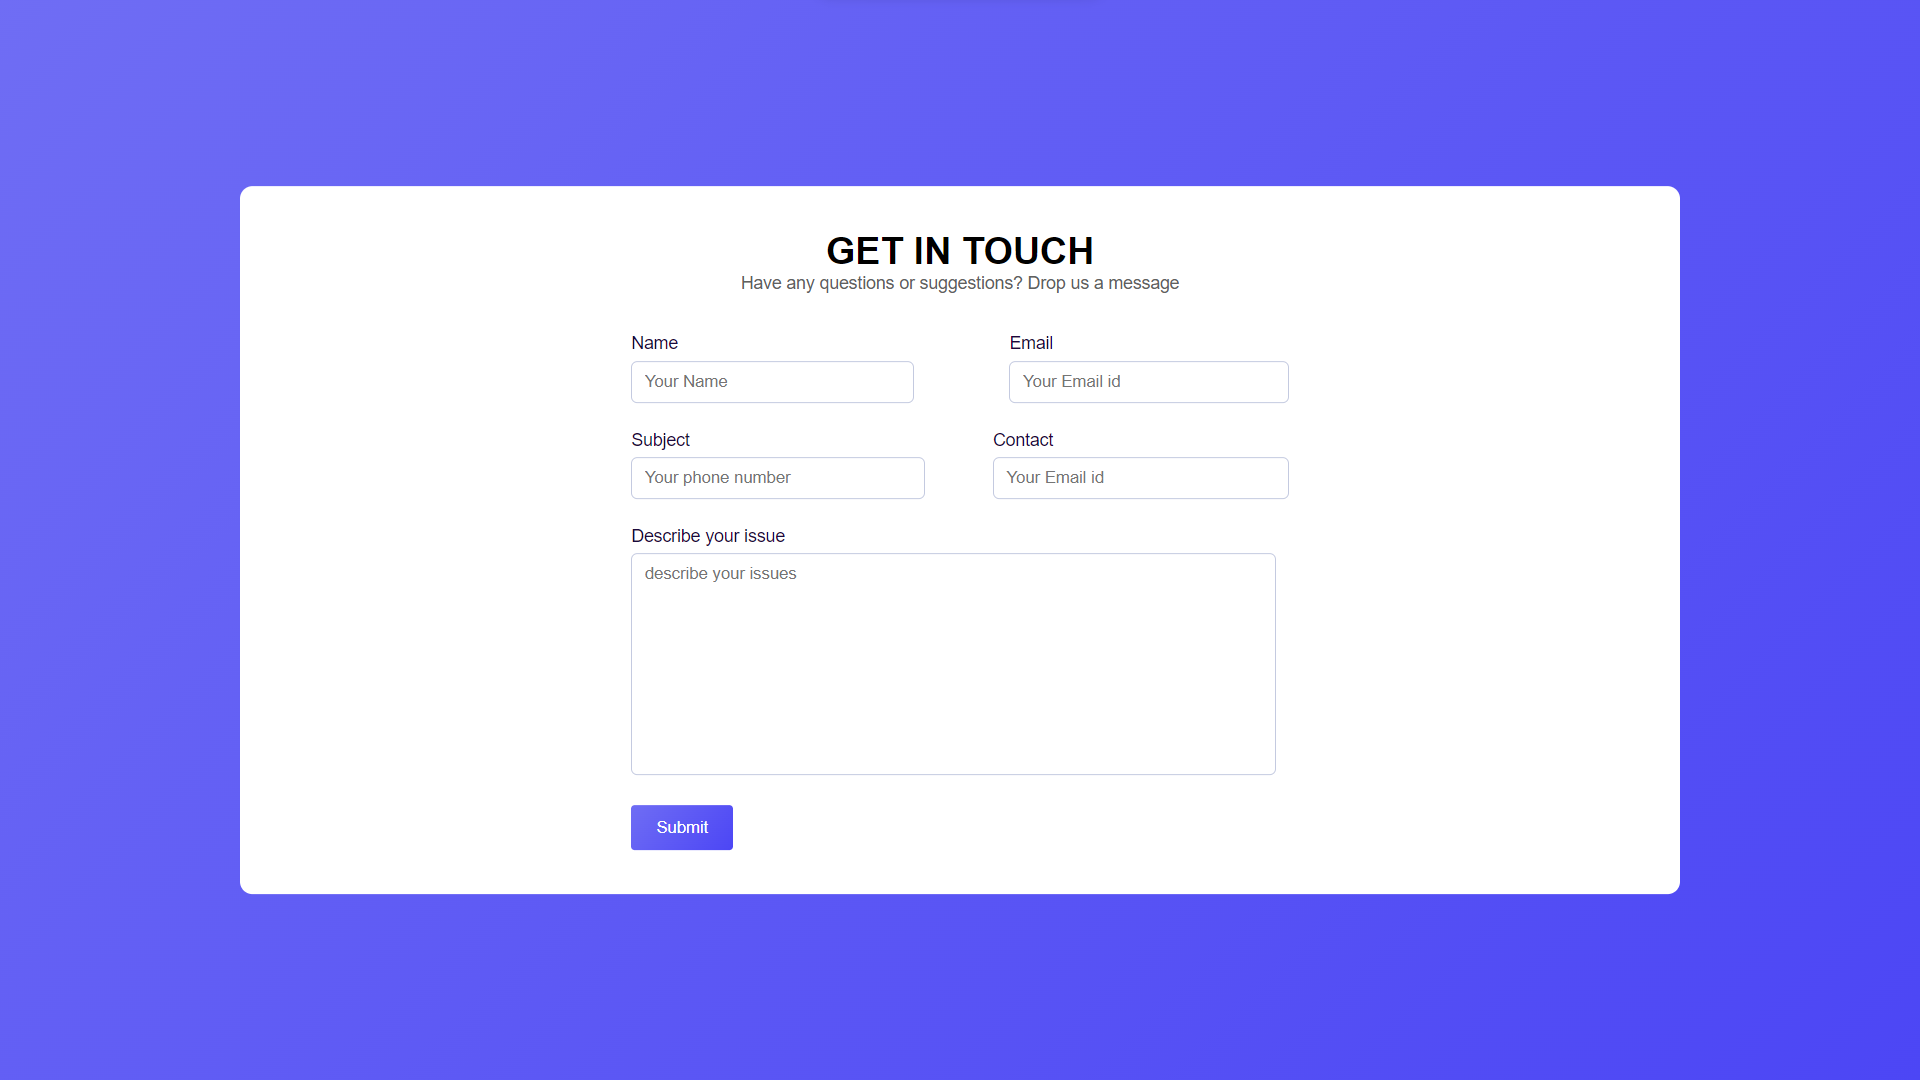 GET IN TOUCH
Have any questions or suggestions? Drop us a message
Name
Email
Your Name
Your Email id
Subject
Contact
Your phone number
Your Email id
Describe your issue
describe your issues
Submit